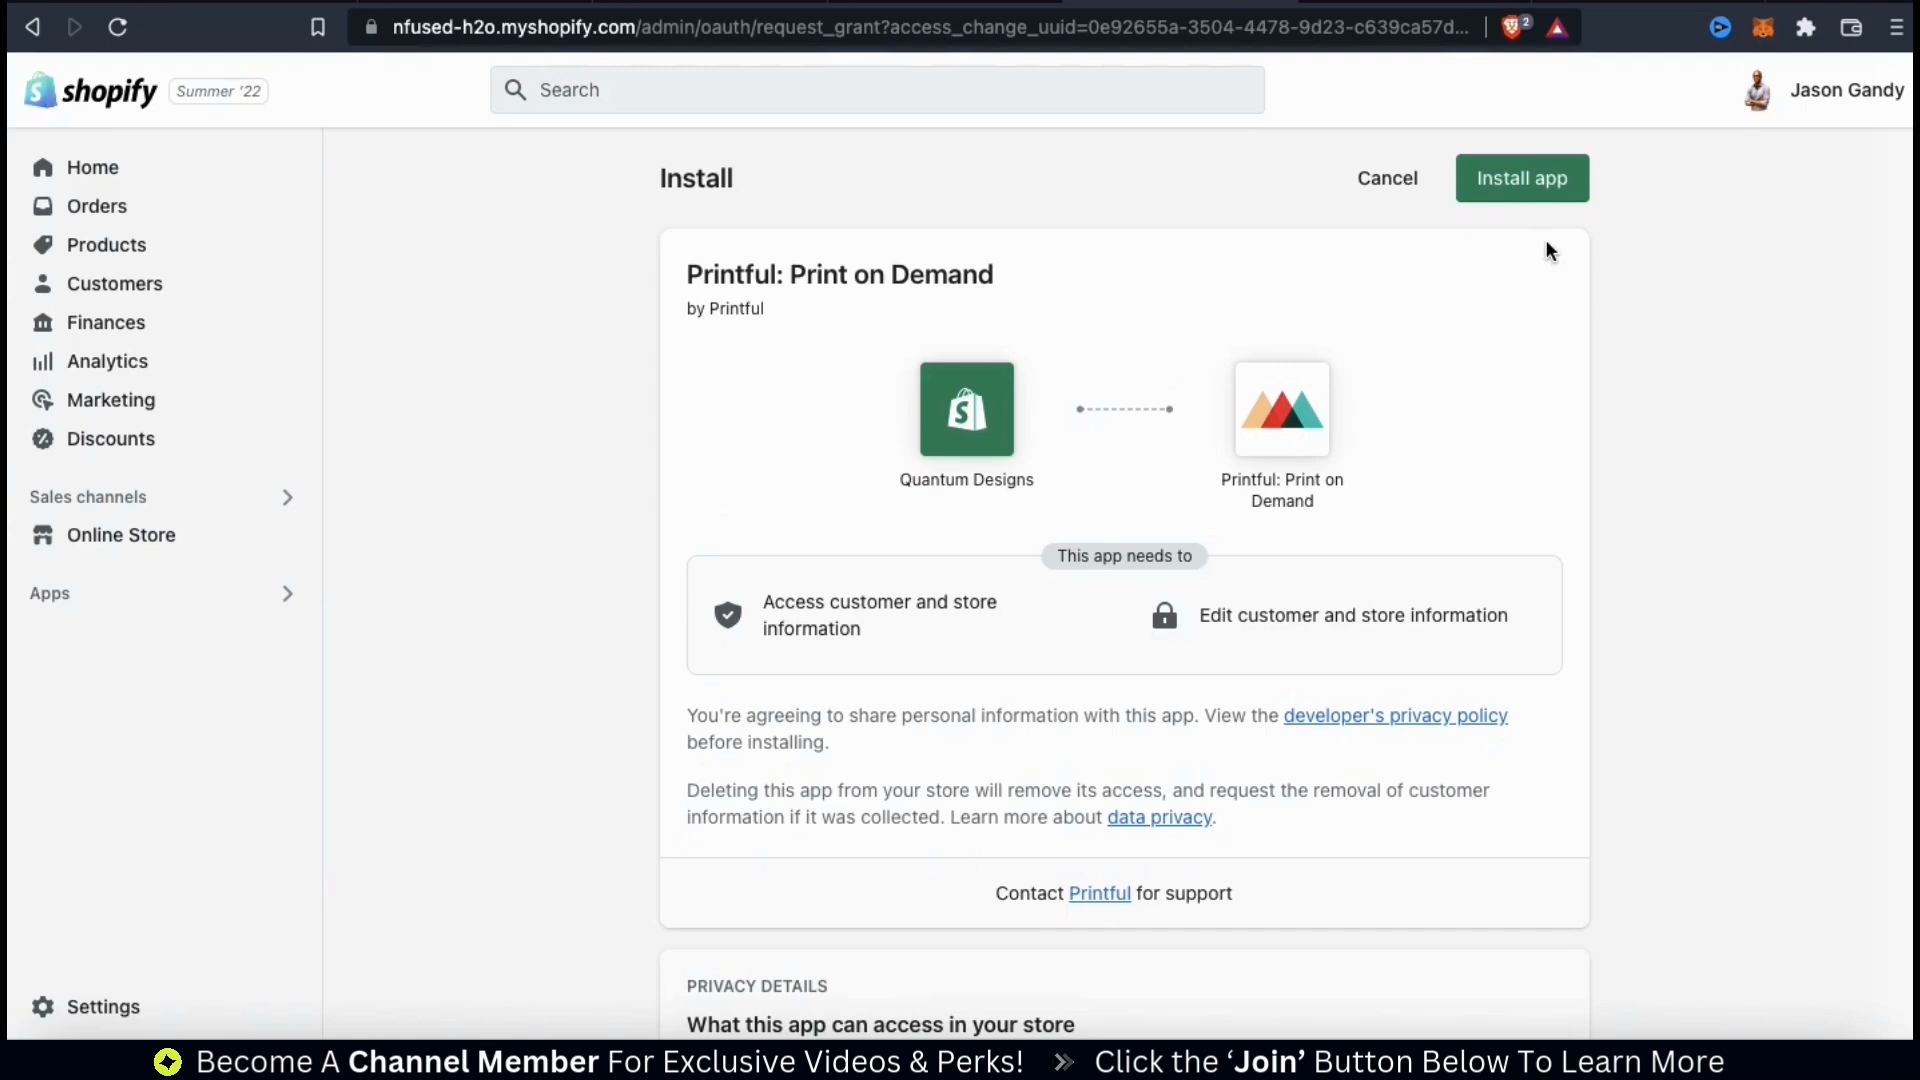 nfused-h2o.myshopify.com/admin/oauth/request_grant?access_change_uuid=0e92655a-3504-4478-9d23-c639ca57d...
2
shopify
Summer '22
Search
Jason Gandy
Home
Orders
Products
Customers
Finances
Analytics
Marketing
Discounts
Sales channels
Online Store
Apps
Settings
Install
Cancel
Install app
Printful: Print on Demand
by Printful
Quantum Designs
Printful: Print on
Demand
This app needs to
Access customer and store
information
Edit customer and store information
You're agreeing to share personal information with this app. View the developer's privacy policy
before installing.
Deleting this app from your store will remove its access, and request the removal of customer
information if it was collected. Learn more about data privacy.
Contact Printful for support
PRIVACY DETAILS
What this app can access in your store
Become A Channel Member For Exclusive Videos & Perks! Click the ‘Join’ Button Below To Learn More